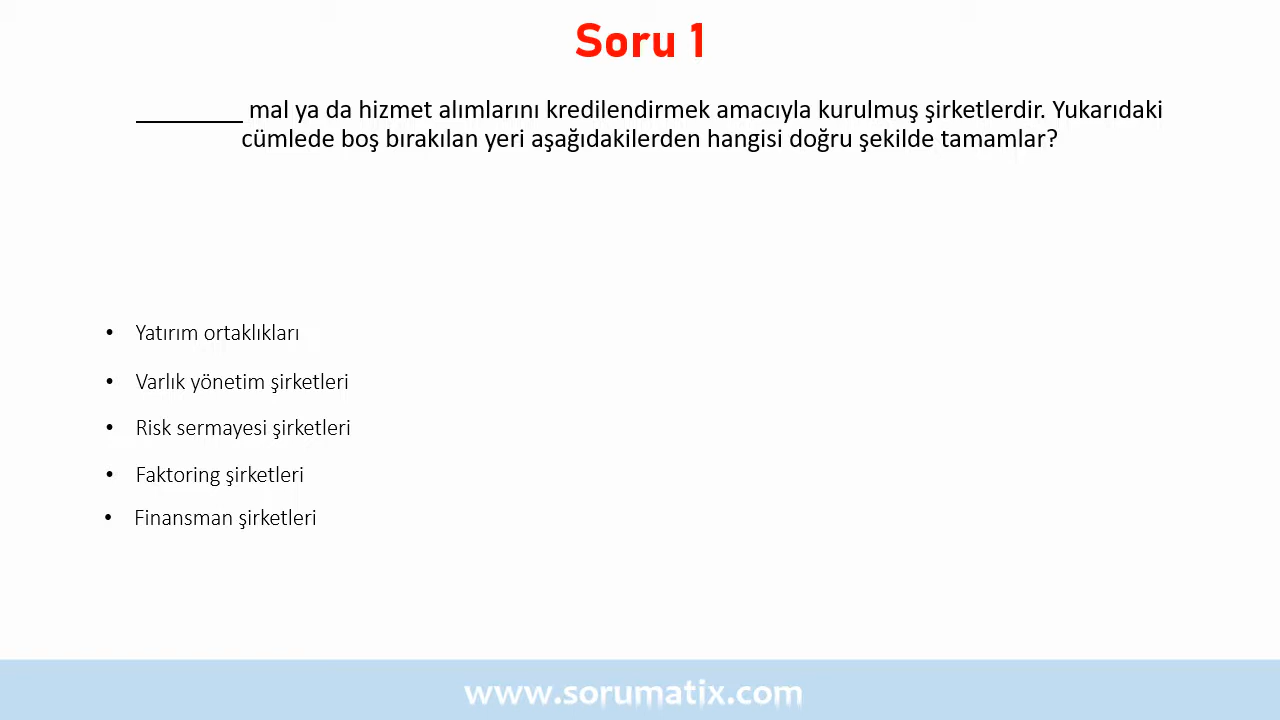 Soru 1
________ mal ya da hizmet alımlarını kredilendirmek amacıyla kurulmuş şirketlerdir. Yukarıdaki
cümlede boş bırakılan yeri aşağıdakilerden hangisi doğru şekilde tamamlar?
• Yatırım ortaklıkları
• Varlık yönetim şirketleri
• Risk sermayesi şirketleri
• Faktoring şirketleri
• Finansman şirketleri
www.sorumatix.com